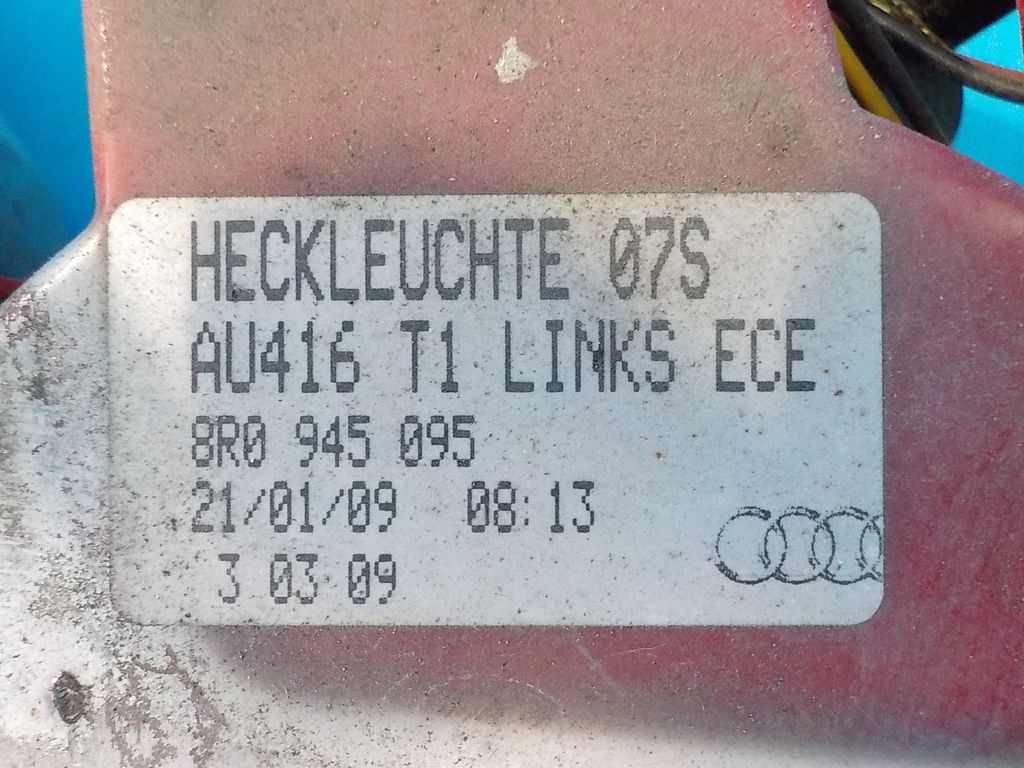 HECKLEUCHTE 07S
AU416 T1 LINKS ECE
8R0 945 095
21/01/09 08:13
3 03 09